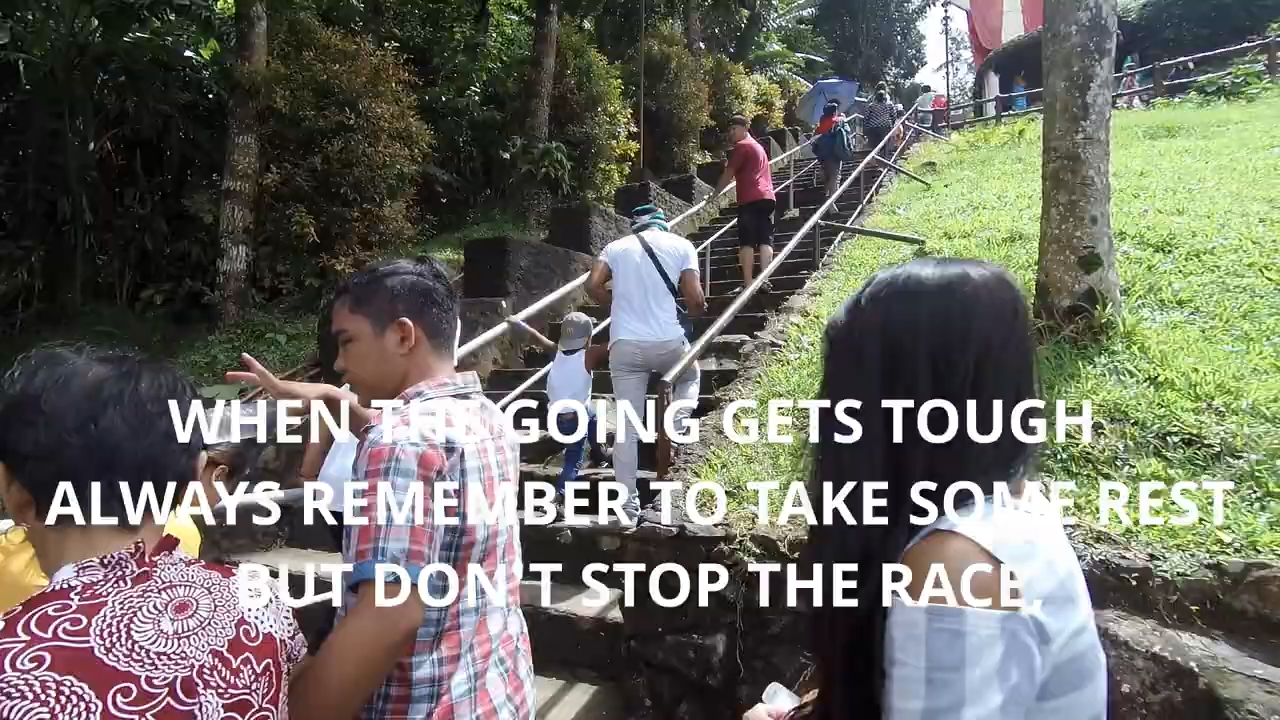 WHEN THE GOING GETS TOUGH
ALWAYS REMEMBER TO TAKE SOME REST
BUT DON'T STOP THE RACE,